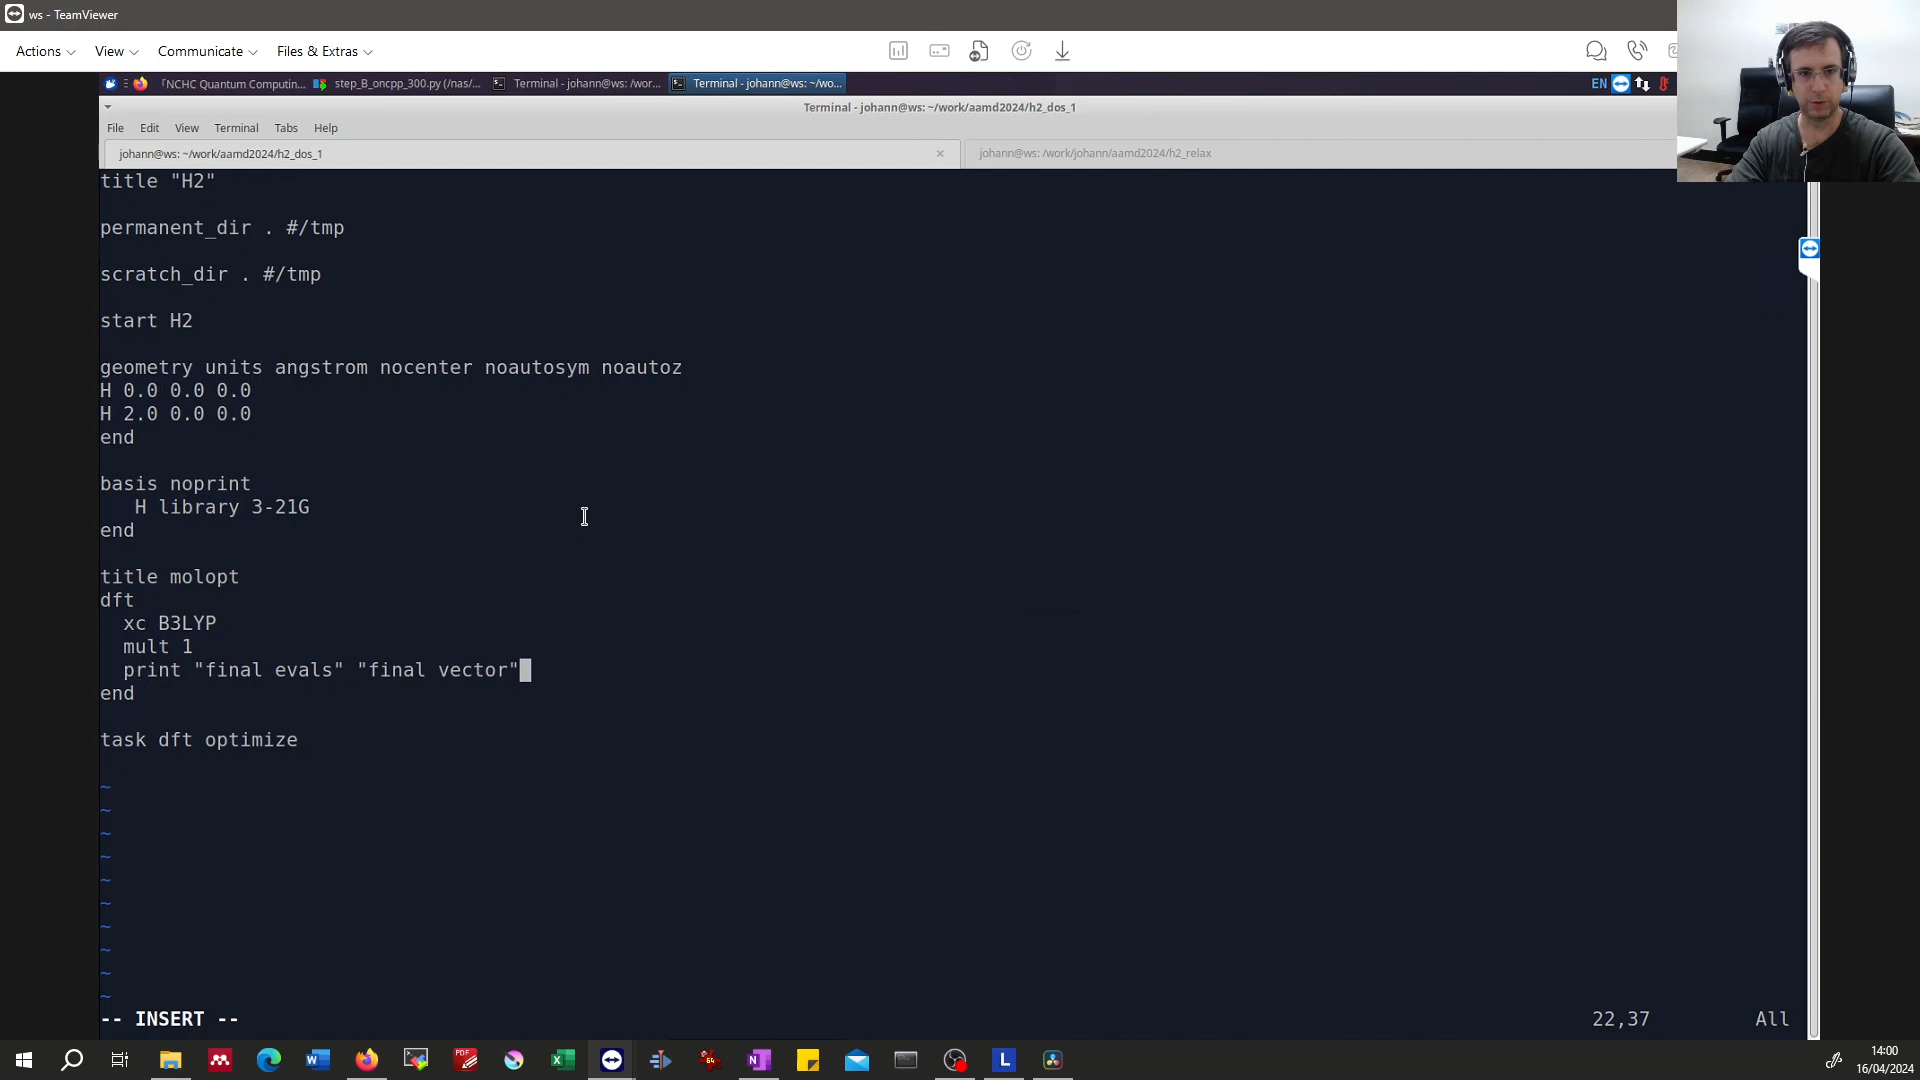 ws - TeamViewer
Actions View Communicate Files & Extras
「NCHC Quantum Computin... step_B_oncpp_300.py (/nas/... Terminal - johann@ws: /wor... Terminal - johann@ws: ~/wo... EN
Terminal - johann@ws: ~/work/aamd2024/h2_dos_1
File Edit View Terminal Tabs Help
johann@ws: ~/work/aamd2024/h2_dos_1 johann@ws: /work/johann/aamd2024/h2_relax
title "H2"
permanent_dir . #/tmp
scratch_dir . #/tmp
start H2
geometry units angstrom nocenter noautosym noautoz
H 0.0 0.0 0.0
H 2.0 0.0 0.0
end
basis noprint
H library 3-21G
end
title molopt
dft
xc B3LYP
mult 1
print "final evals" "final vector"
end
task dft optimize
~
~
~
~
~
~
~
~
~
~
-- INSERT -- 22,37 All
14:00
16/04/2024